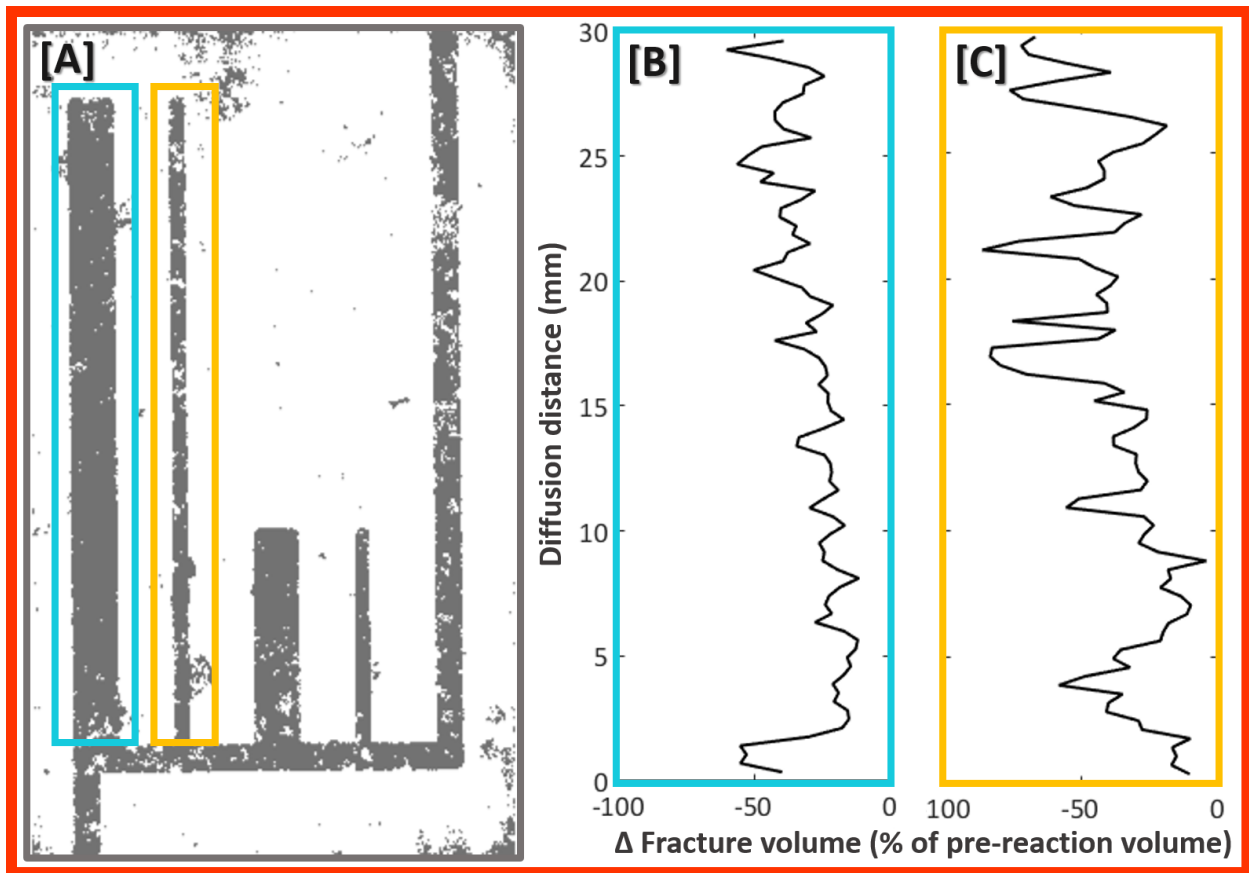 [A]
[B]
[C]
30
25
20
15
10
5
0
Diffusion distance (mm)
-100
-50
0
100
-50
0
Δ Fracture volume (% of pre-reaction volume)